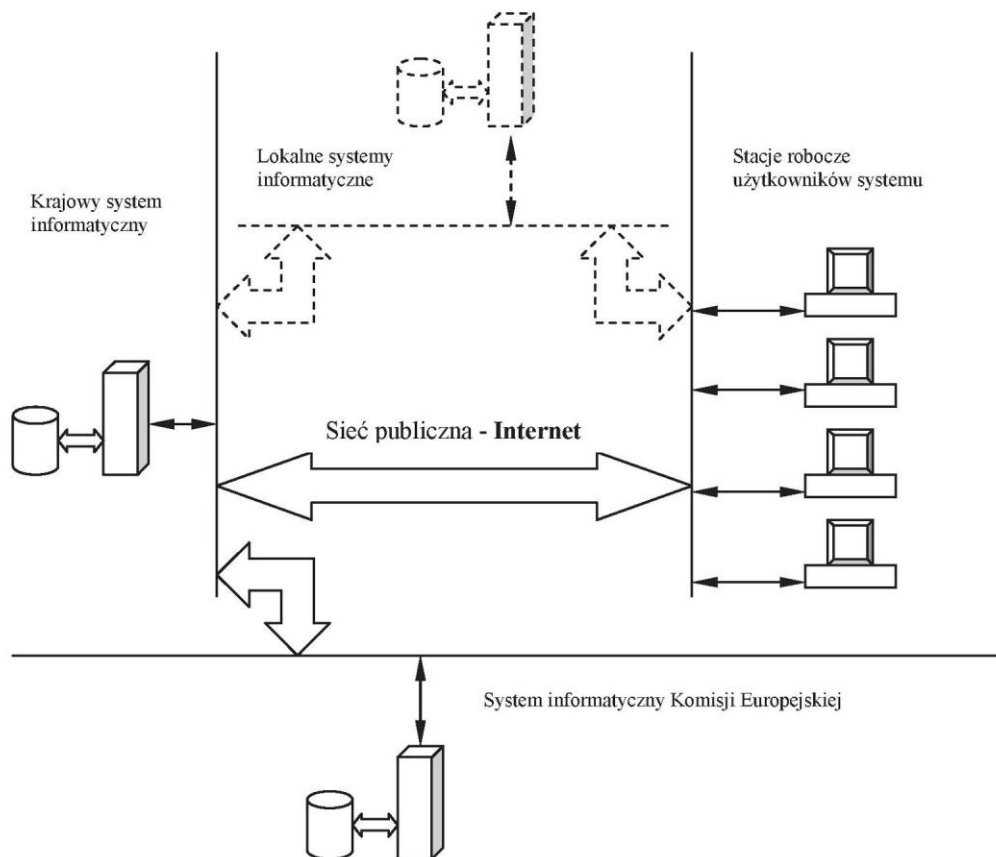 Lokalne systemy
informatyczne
Stacje robocze
użytkowników systemu
Krajowy system
informatyczny
Sieć publiczna - Internet
System informatyczny Komisji Europejskiej